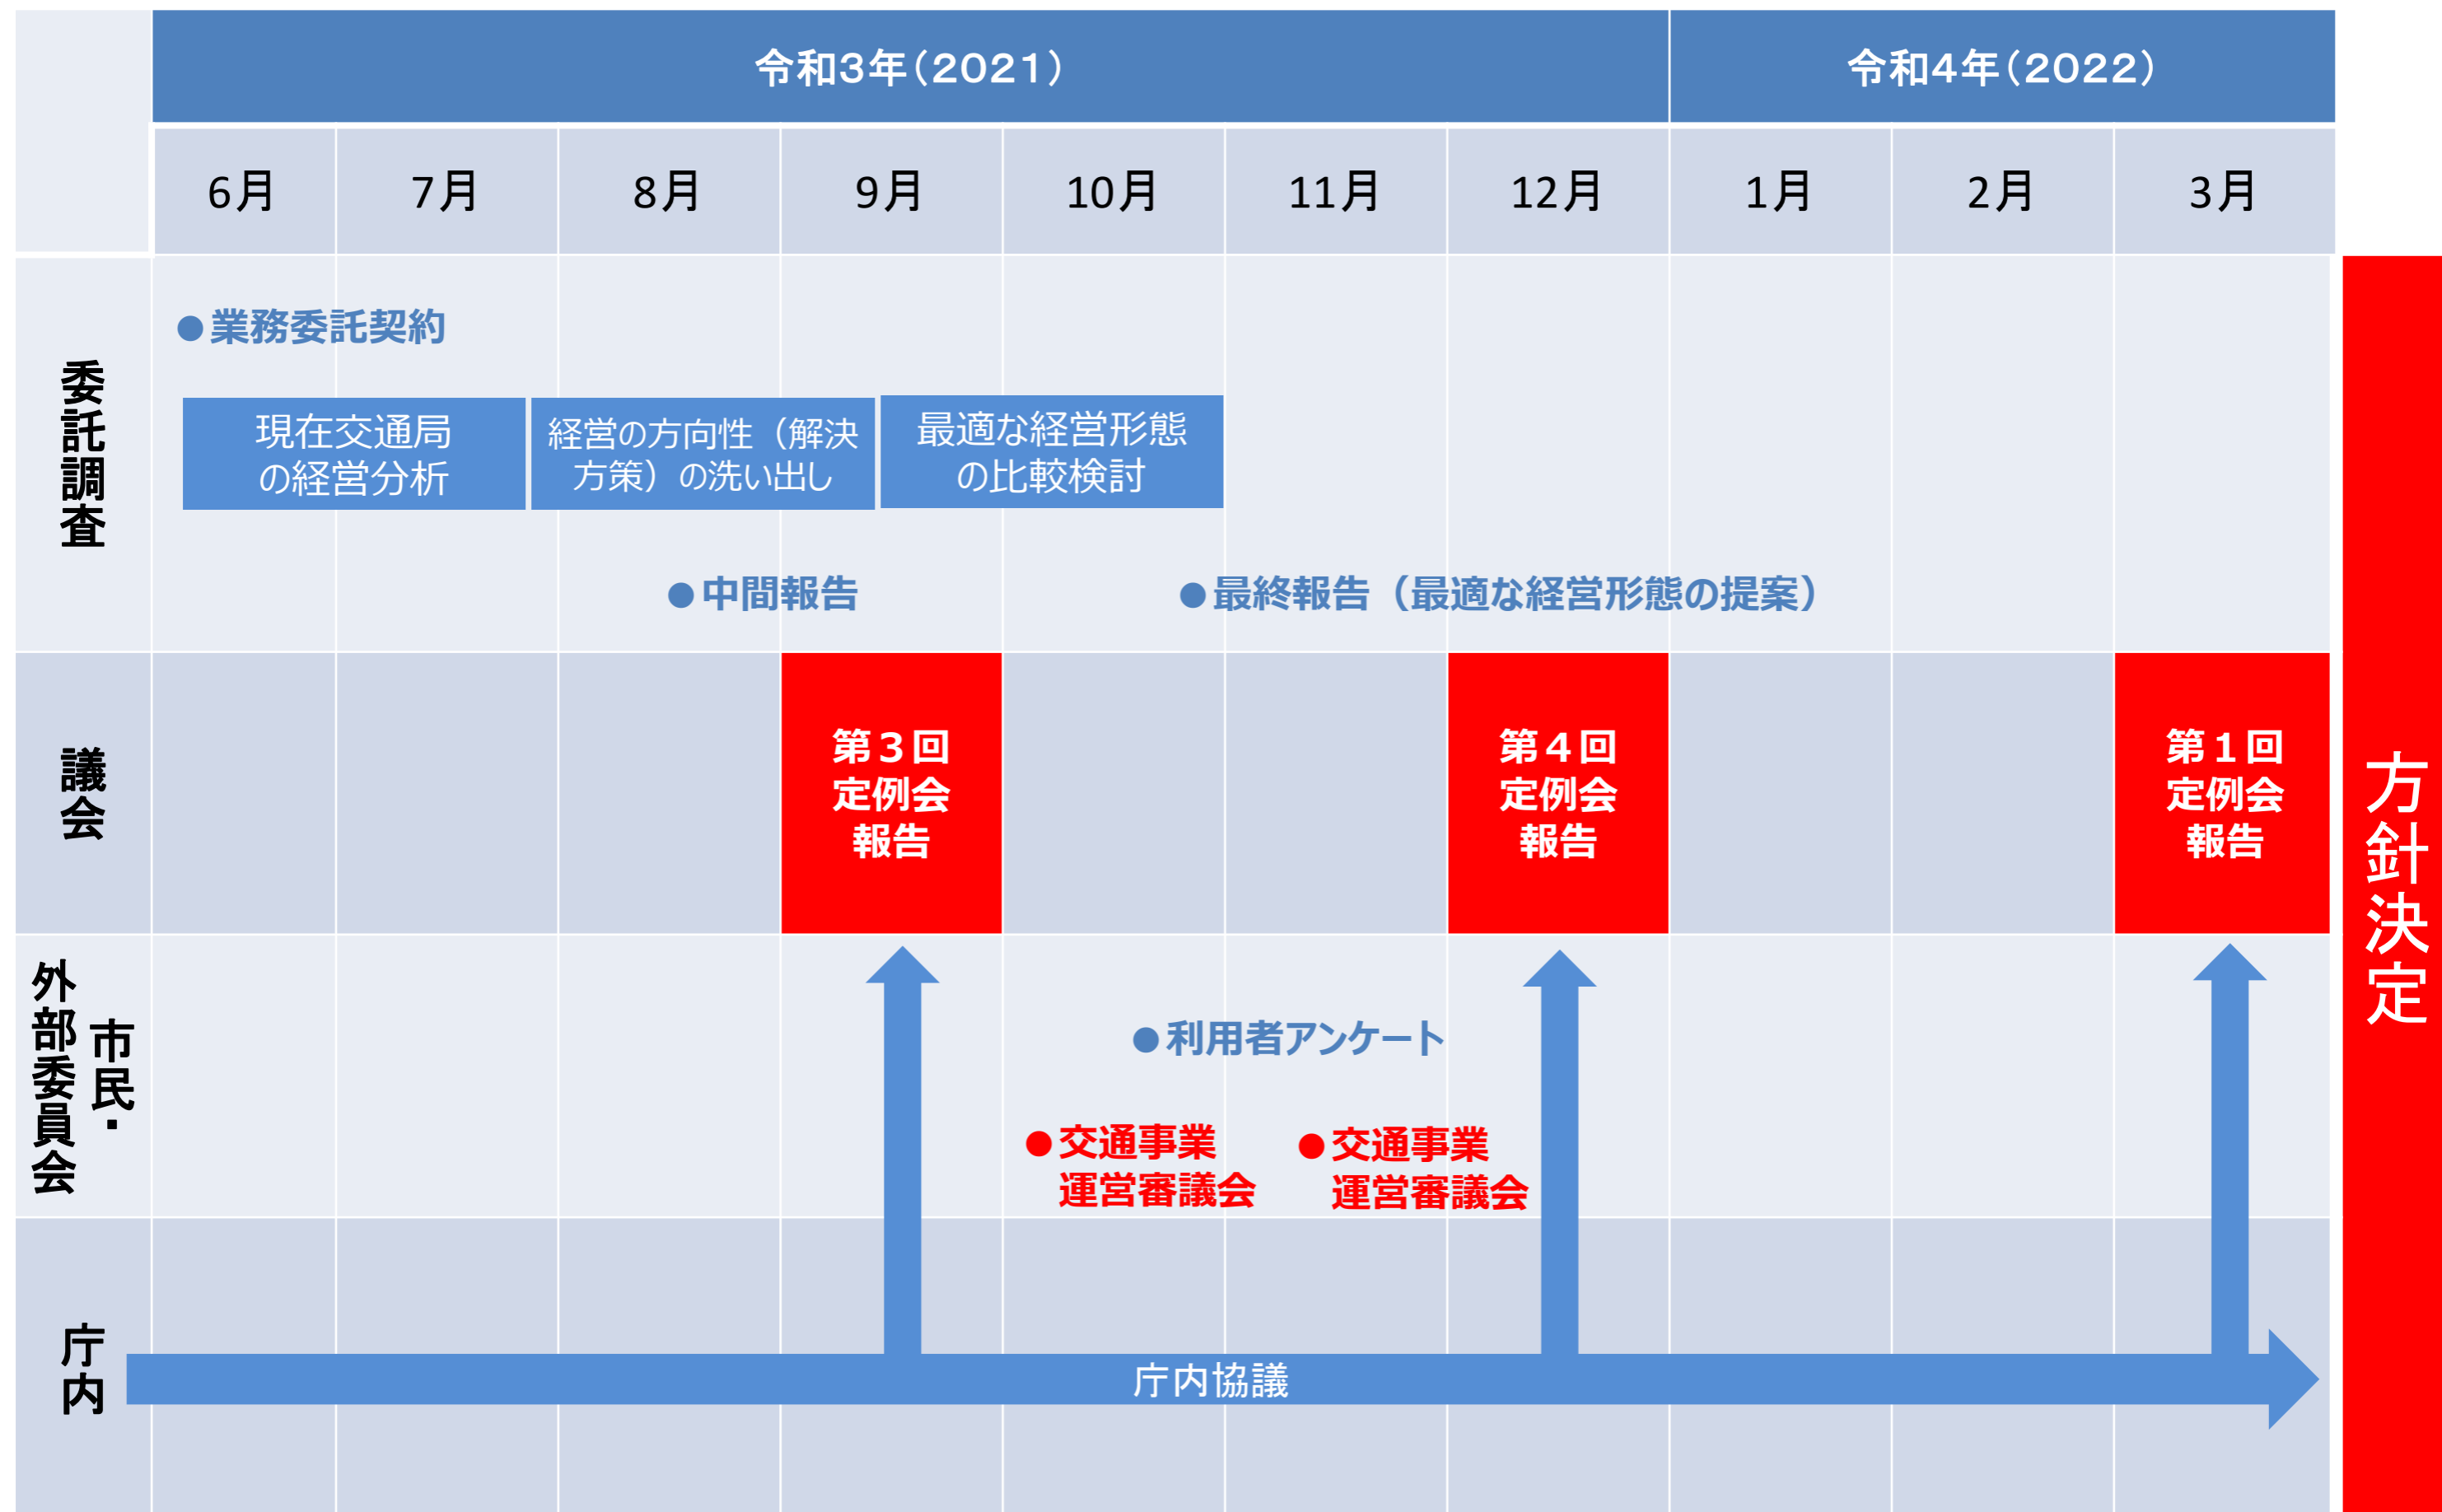 令和3年（2021）
令和4年（2022）
6月
7月
8月
9月
10月
11月
12月
1月
2月
3月
委託調査
●業務委託契約
現在交通局
の経営分析
経営の方向性（解決
方策）の洗い出し
最適な経営形態
の比較検討
●中間報告
●最終報告（最適な経営形態の提案）
議会
第３回
定例会
報告
第４回
定例会
報告
第１回
定例会
報告
市民・
外部委員会
●利用者アンケート
●交通事業
運営審議会
●交通事業
運営審議会
庁内
庁内協議
方針決定